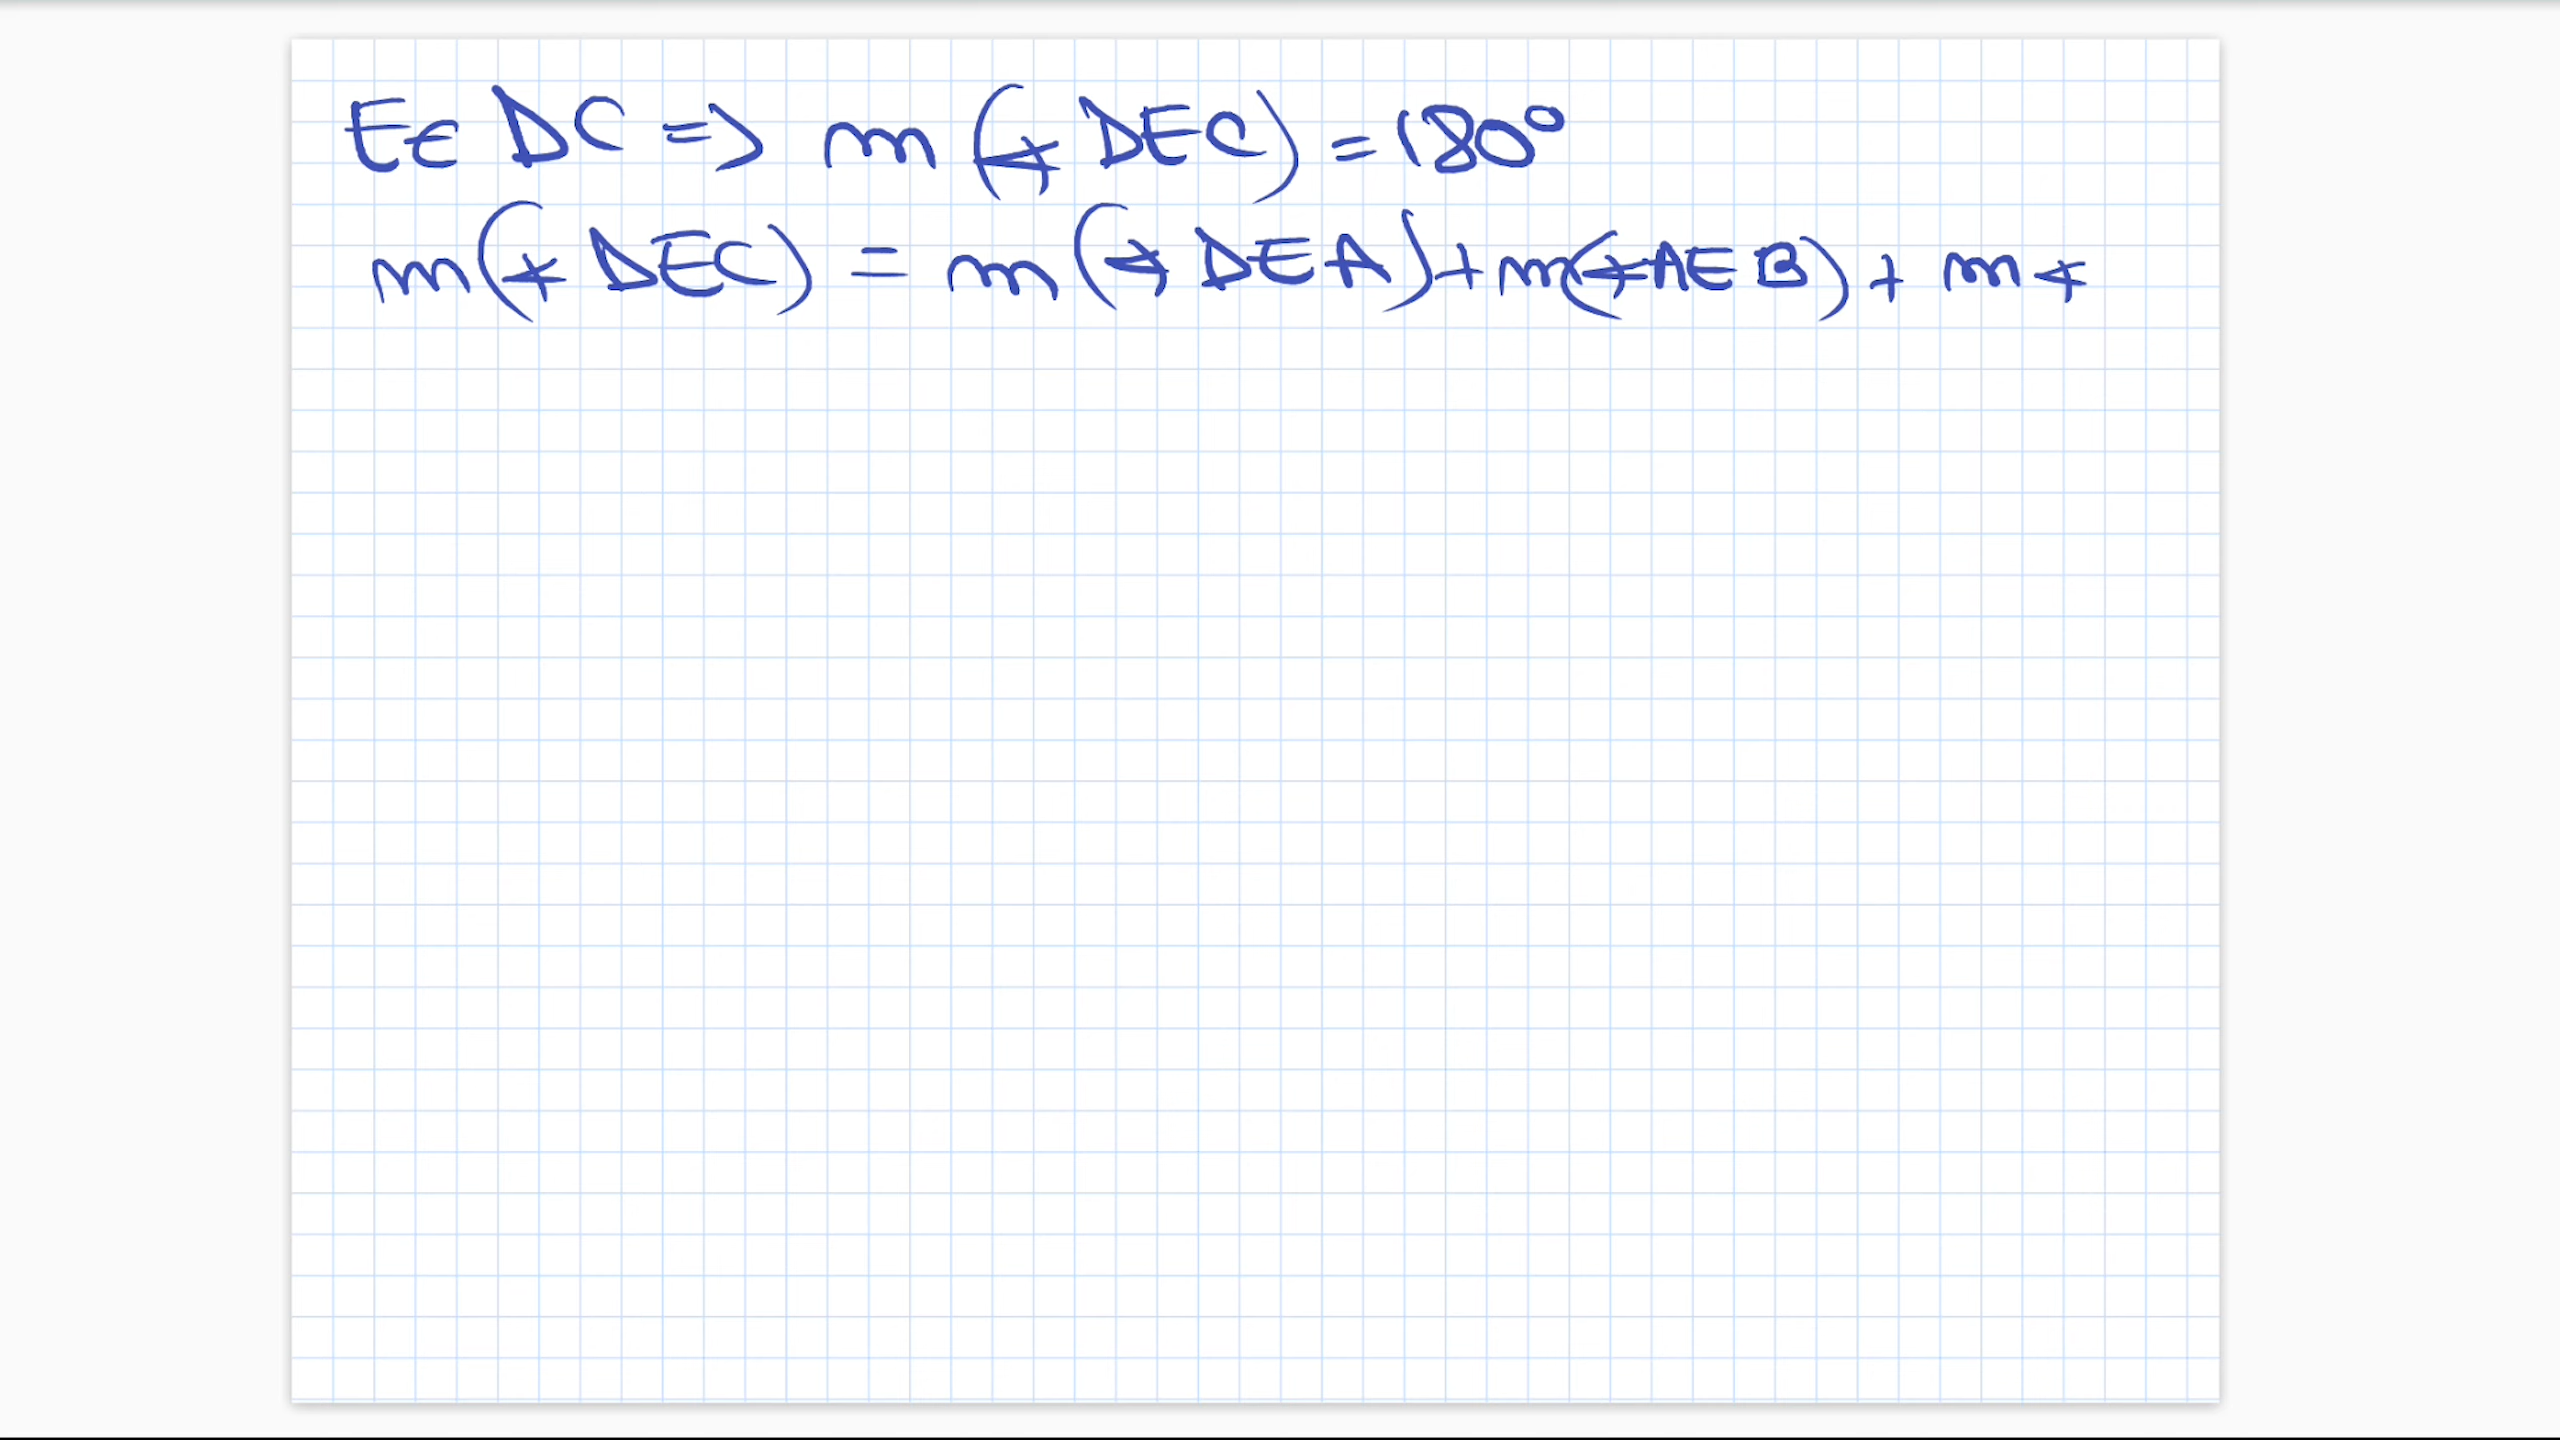 E∈ DC => m (∢ DEC) = 180°
m(∢ DEC) = m(∢ DEA)+m(∢AEB)+ m∢